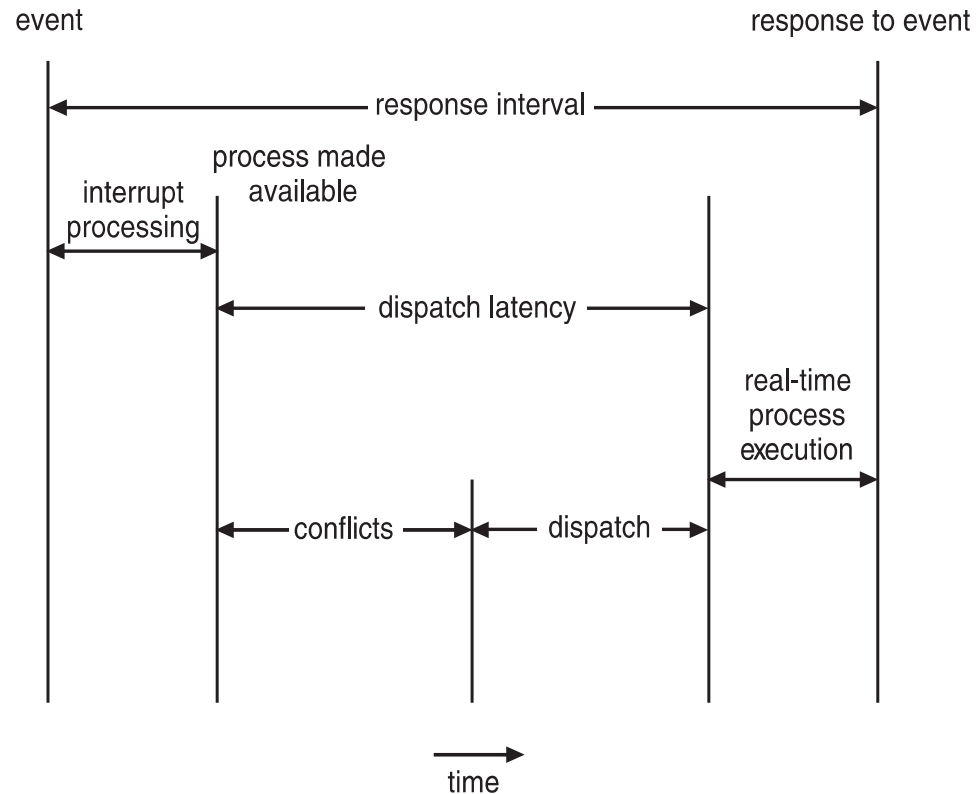 event
response to event
response interval
process made
available
interrupt
processing
dispatch latency
real-time
process
execution
conflicts
dispatch
time